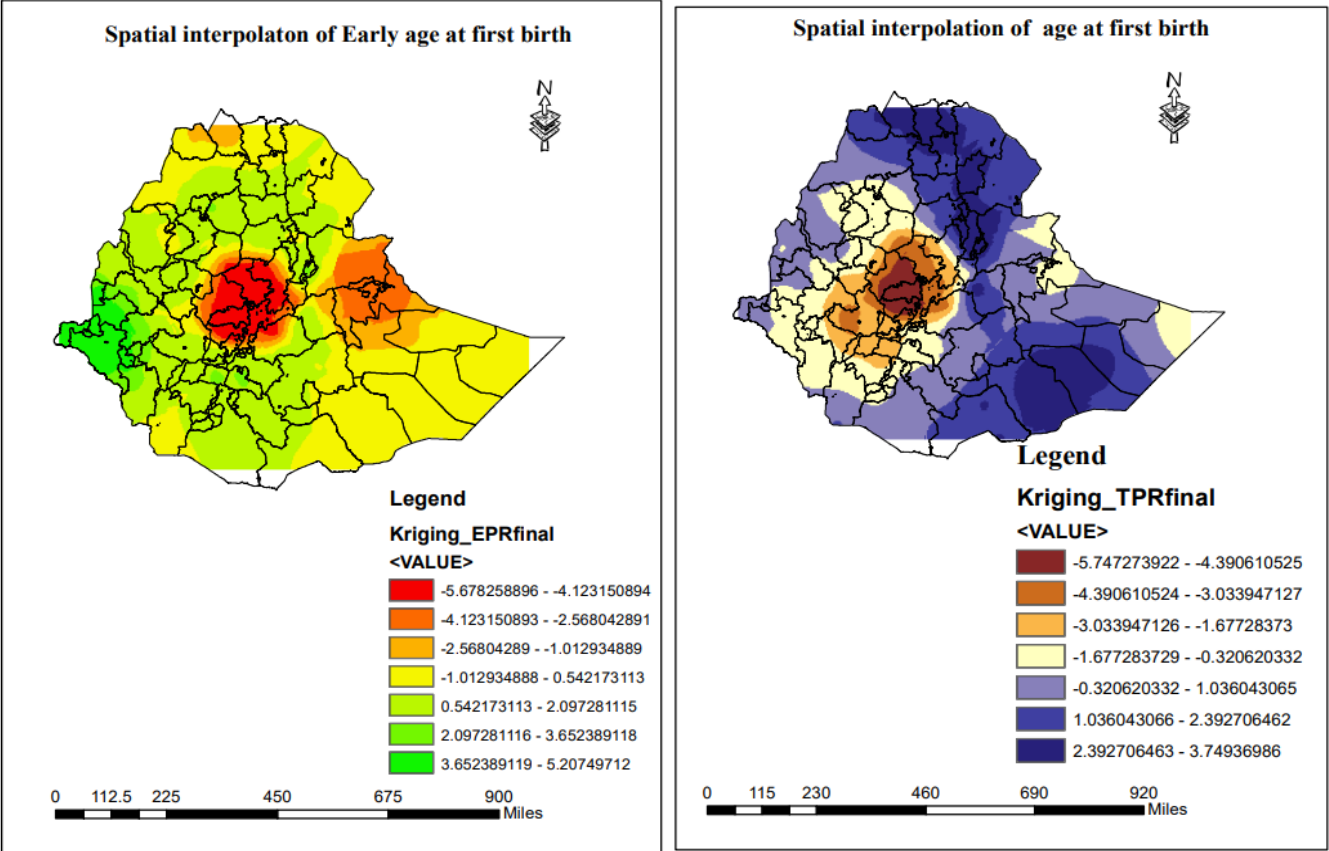 Spatial interpolaton of Early age at first birth
N
Legend
Kriging_EPRfinal
<VALUE>
-5.678258896 - -4.123150894
-4.123150893 - -2.568042891
-2.56804289 - -1.012934889
-1.012934888 - 0.542173113
0.542173113 - 2.097281115
2.097281116 - 3.652389118
3.652389119 - 5.20749712
0 112.5 225 450 675 900
Miles
Spatial interpolation of age at first birth
N
Legend
Kriging_TPRfinal
<VALUE>
-5.747273922 - -4.390610525
-4.390610524 - -3.033947127
-3.033947126 - -1.67728373
-1.677283729 - -0.320620332
-0.320620332 - 1.036043065
1.036043066 - 2.392706462
2.392706463 - 3.74936986
0 115 230 460 690 920
Miles